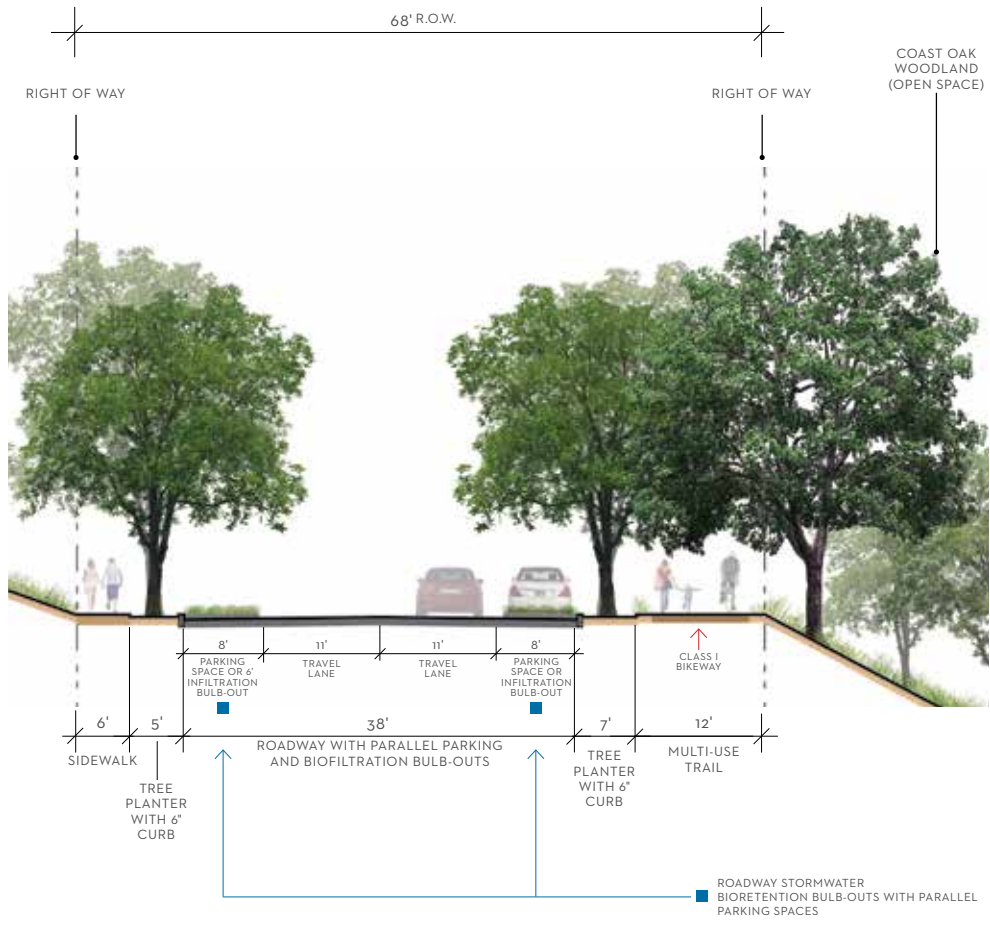 68' R.O.W.
COAST OAK
WOODLAND
(OPEN SPACE)
RIGHT OF WAY
RIGHT OF WAY
8'
11'
11'
8'
PARKING
SPACE OR 6'
INFILTRATION
BULB-OUT
TRAVEL
LANE
TRAVEL
LANE
PARKING
SPACE OR
INFILTRATION
BULB-OUT
CLASS I
BIKEWAY
6'
5'
38'
7'
12'
SIDEWALK
TREE
PLANTER
WITH 6"
CURB
ROADWAY WITH PARALLEL PARKING
AND BIOFILTRATION BULB-OUTS
TREE
PLANTER
WITH 6"
CURB
MULTI-USE
TRAIL
ROADWAY STORMWATER
BIORETENTION BULB-OUTS WITH PARALLEL
PARKING SPACES